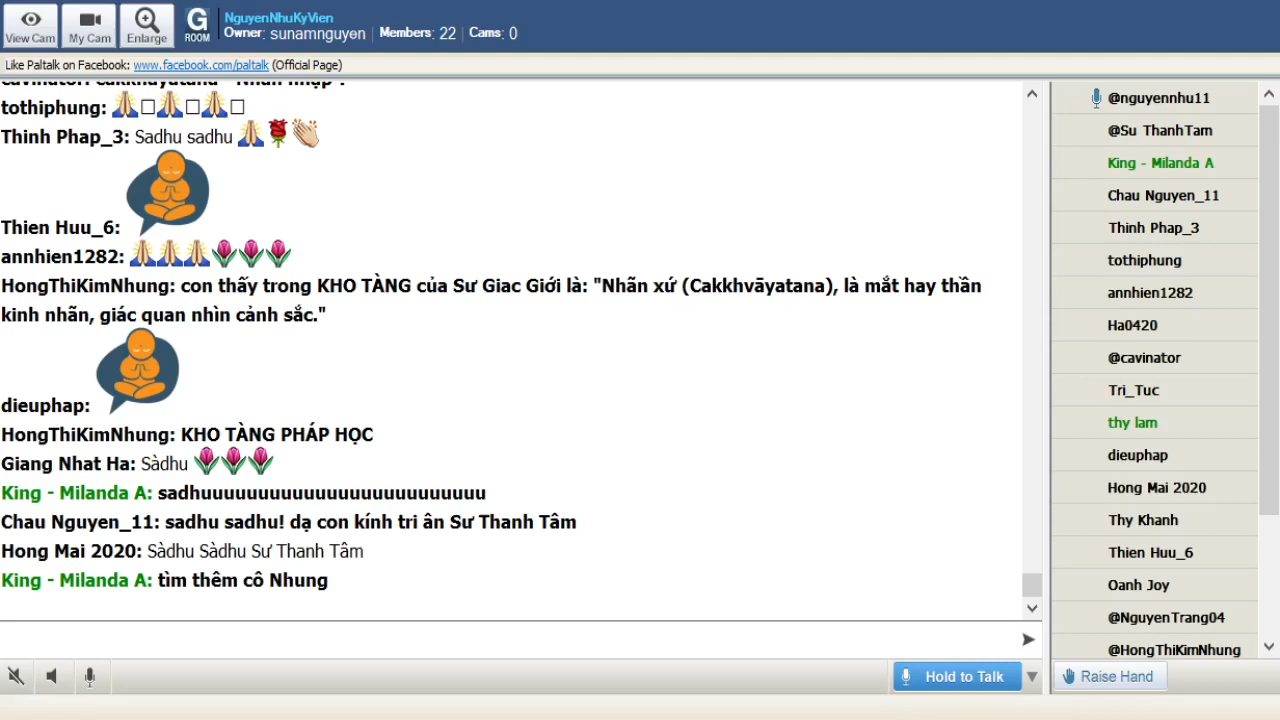 View Cam
My Cam
Enlarge
G
ROOM
NguyenNhuKyVien
Owner: sunamnguyen | Members: 22 | Cams: 0
Like Paltalk on Facebook: www.facebook.com/paltalk (Official Page)
tothiphung: 🙏□🙏□🙏□
Thinh Phap_3: Sadhu sadhu 🙏🌹👏
Thien Huu_6:
annhien1282: 🙏🙏🙏🌷🌷🌷
HongThiKimNhung: con thấy trong KHO TÀNG của Sư Giac Giới là: "Nhãn xứ (Cakkhvāyatana), là mắt hay thần
kinh nhãn, giác quan nhìn cảnh sắc."
dieuphap:
HongThiKimNhung: KHO TÀNG PHÁP HỌC
Giang Nhat Ha: Sàdhu 🌷🌷🌷
King - Milanda A: sadhuuuuuuuuuuuuuuuuuuuuuuuuu
Chau Nguyen_11: sadhu sadhu! dạ con kính tri ân Sư Thanh Tâm
Hong Mai 2020: Sàdhu Sàdhu Sư Thanh Tâm
King - Milanda A: tìm thêm cô Nhung
Hold to Talk
@nguyennhu11
@Su ThanhTam
King - Milanda A
Chau Nguyen_11
Thinh Phap_3
tothiphung
annhien1282
Ha0420
@cavinator
Tri_Tuc
thy lam
dieuphap
Hong Mai 2020
Thy Khanh
Thien Huu_6
Oanh Joy
@NguyenTrang04
@HongThiKimNhung
Raise Hand